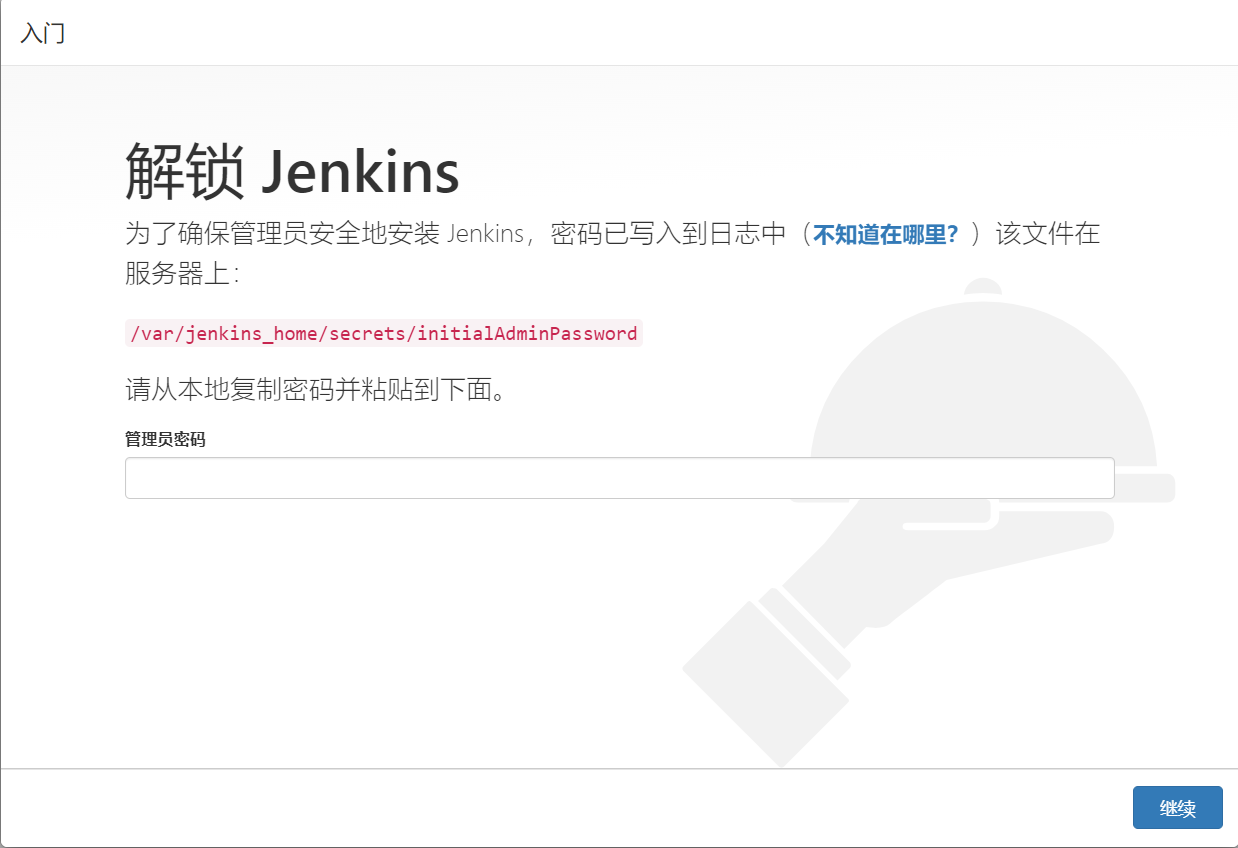 入门
解锁 Jenkins
为了确保管理员安全地安装 Jenkins，密码已写入到日志中（不知道在哪里？）该文件在
服务器上：
/var/jenkins_home/secrets/initialAdminPassword
请从本地复制密码并粘贴到下面。
管理员密码
继续